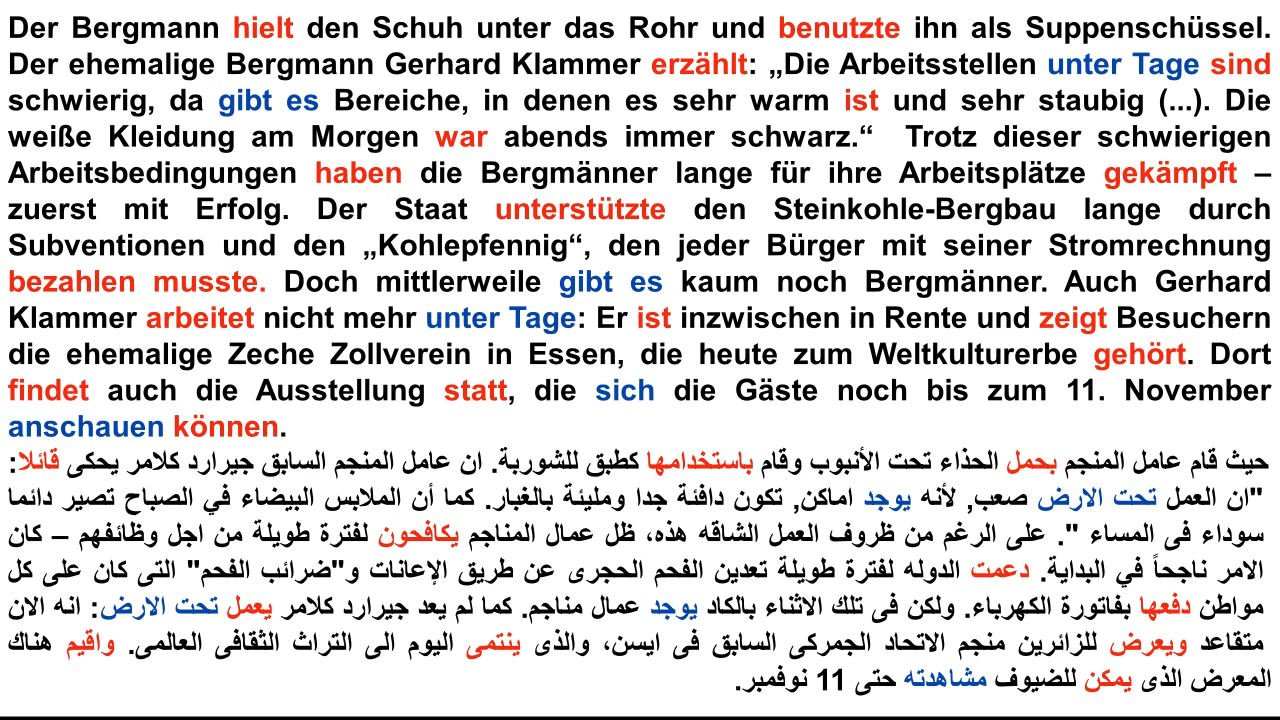 Der Bergmann hielt den Schuh unter das Rohr und benutzte ihn als Suppenschüssel.
Der ehemalige Bergmann Gerhard Klammer erzählt: „Die Arbeitsstellen unter Tage sind
schwierig, da gibt es Bereiche, in denen es sehr warm ist und sehr staubig (...). Die
weiße Kleidung am Morgen war abends immer schwarz.“ Trotz dieser schwierigen
Arbeitsbedingungen haben die Bergmänner lange für ihre Arbeitsplätze gekämpft –
zuerst mit Erfolg. Der Staat unterstützte den Steinkohle-Bergbau lange durch
Subventionen und den „Kohlepfennig“, den jeder Bürger mit seiner Stromrechnung
bezahlen musste. Doch mittlerweile gibt es kaum noch Bergmänner. Auch Gerhard
Klammer arbeitet nicht mehr unter Tage: Er ist inzwischen in Rente und zeigt Besuchern
die ehemalige Zeche Zollverein in Essen, die heute zum Weltkulturerbe gehört. Dort
findet auch die Ausstellung statt, die sich die Gäste noch bis zum 11. November
anschauen können.
حيث قام عامل المنجم بحمل الحذاء تحت الأنبوب وقام باستخدامها كطبق للشوربة. ان عامل المنجم السابق جيرارد كلامر يحكى قائلا:
"ان العمل تحت الارض صعب, لأنه يوجد اماكن, تكون دافئة جدا ومليئة بالغبار. كما أن الملابس البيضاء في الصباح تصير دائما
سوداء فى المساء ". على الرغم من ظروف العمل الشاقه هذه، ظل عمال المناجم يكافحون لفترة طويلة من اجل وظائفهم – كان
الامر ناجحاً في البداية. دعمت الدوله لفترة طويلة تعدين الفحم الحجرى عن طريق الإعانات و"ضرائب الفحم" التى كان على كل
مواطن دفعها بفاتورة الكهرباء. ولكن فى تلك الاثناء بالكاد يوجد عمال مناجم. كما لم يعد جيرارد كلامر يعمل تحت الارض: انه الان
متقاعد ويعرض للزائرين منجم الاتحاد الجمركى السابق فى ايسن، والذى ينتمى اليوم الى التراث الثقافى العالمى. واقيم هناك
المعرض الذى يمكن للضيوف مشاهدته حتى 11 نوفمبر.